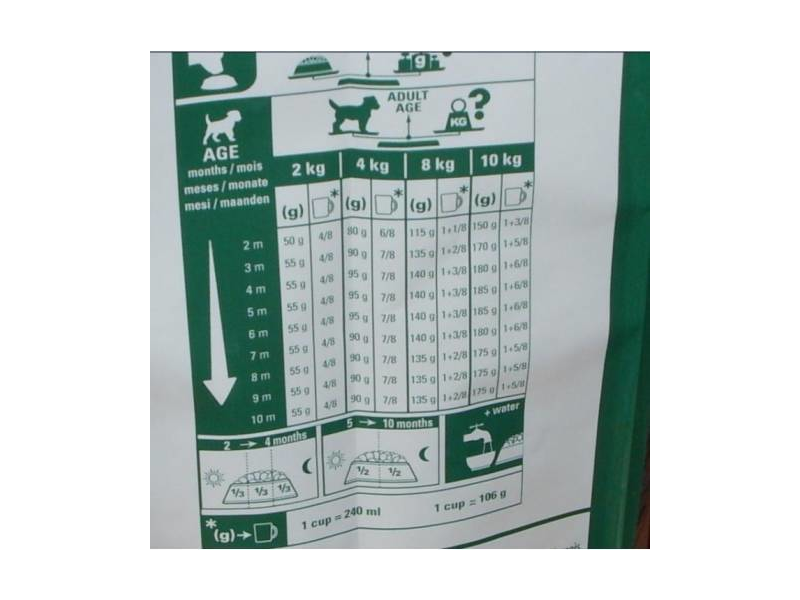 g
ADULT
AGE
KG ?
AGE
months / mois
meses / monate
mesi / maanden
2 kg 4 kg 8 kg 10 kg
(g) * (g) * (g) * (g) *
2 m 50 g 4/8 80 g 6/8 115 g 1+1/8 150 g 1+3/8
3 m 55 g 4/8 90 g 7/8 135 g 1+2/8 170 g 1+5/8
4 m 55 g 4/8 95 g 7/8 140 g 1+3/8 180 g 1+6/8
5 m 55 g 4/8 95 g 7/8 140 g 1+3/8 185 g 1+6/8
6 m 55 g 4/8 95 g 7/8 140 g 1+3/8 185 g 1+6/8
7 m 55 g 4/8 90 g 7/8 140 g 1+3/8 180 g 1+6/8
8 m 55 g 4/8 90 g 7/8 135 g 1+2/8 175 g 1+5/8
9 m 55 g 4/8 90 g 7/8 135 g 1+2/8 175 g 1+5/8
10 m 55 g 4/8 90 g 7/8 135 g 1+2/8 175 g 1+5/8
2 → 4 months 5 → 10 months + water
1/3 1/3 1/3 1/2 1/2
* (g) → 1 cup = 240 ml 1 cup = 106 g